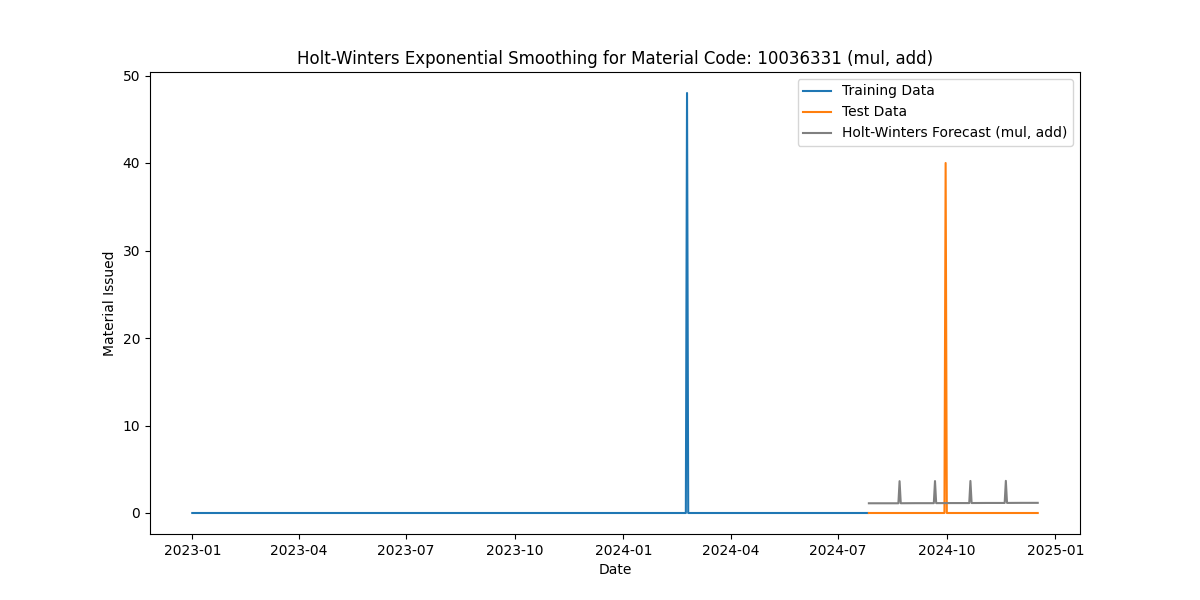 Holt-Winters Exponential Smoothing for Material Code: 10036331 (mul, add)
Training Data
Test Data
Holt-Winters Forecast (mul, add)
Material Issued
50
40
30
20
10
0
2023-01 2023-04 2023-07 2023-10 2024-01 2024-04 2024-07 2024-10 2025-01
Date